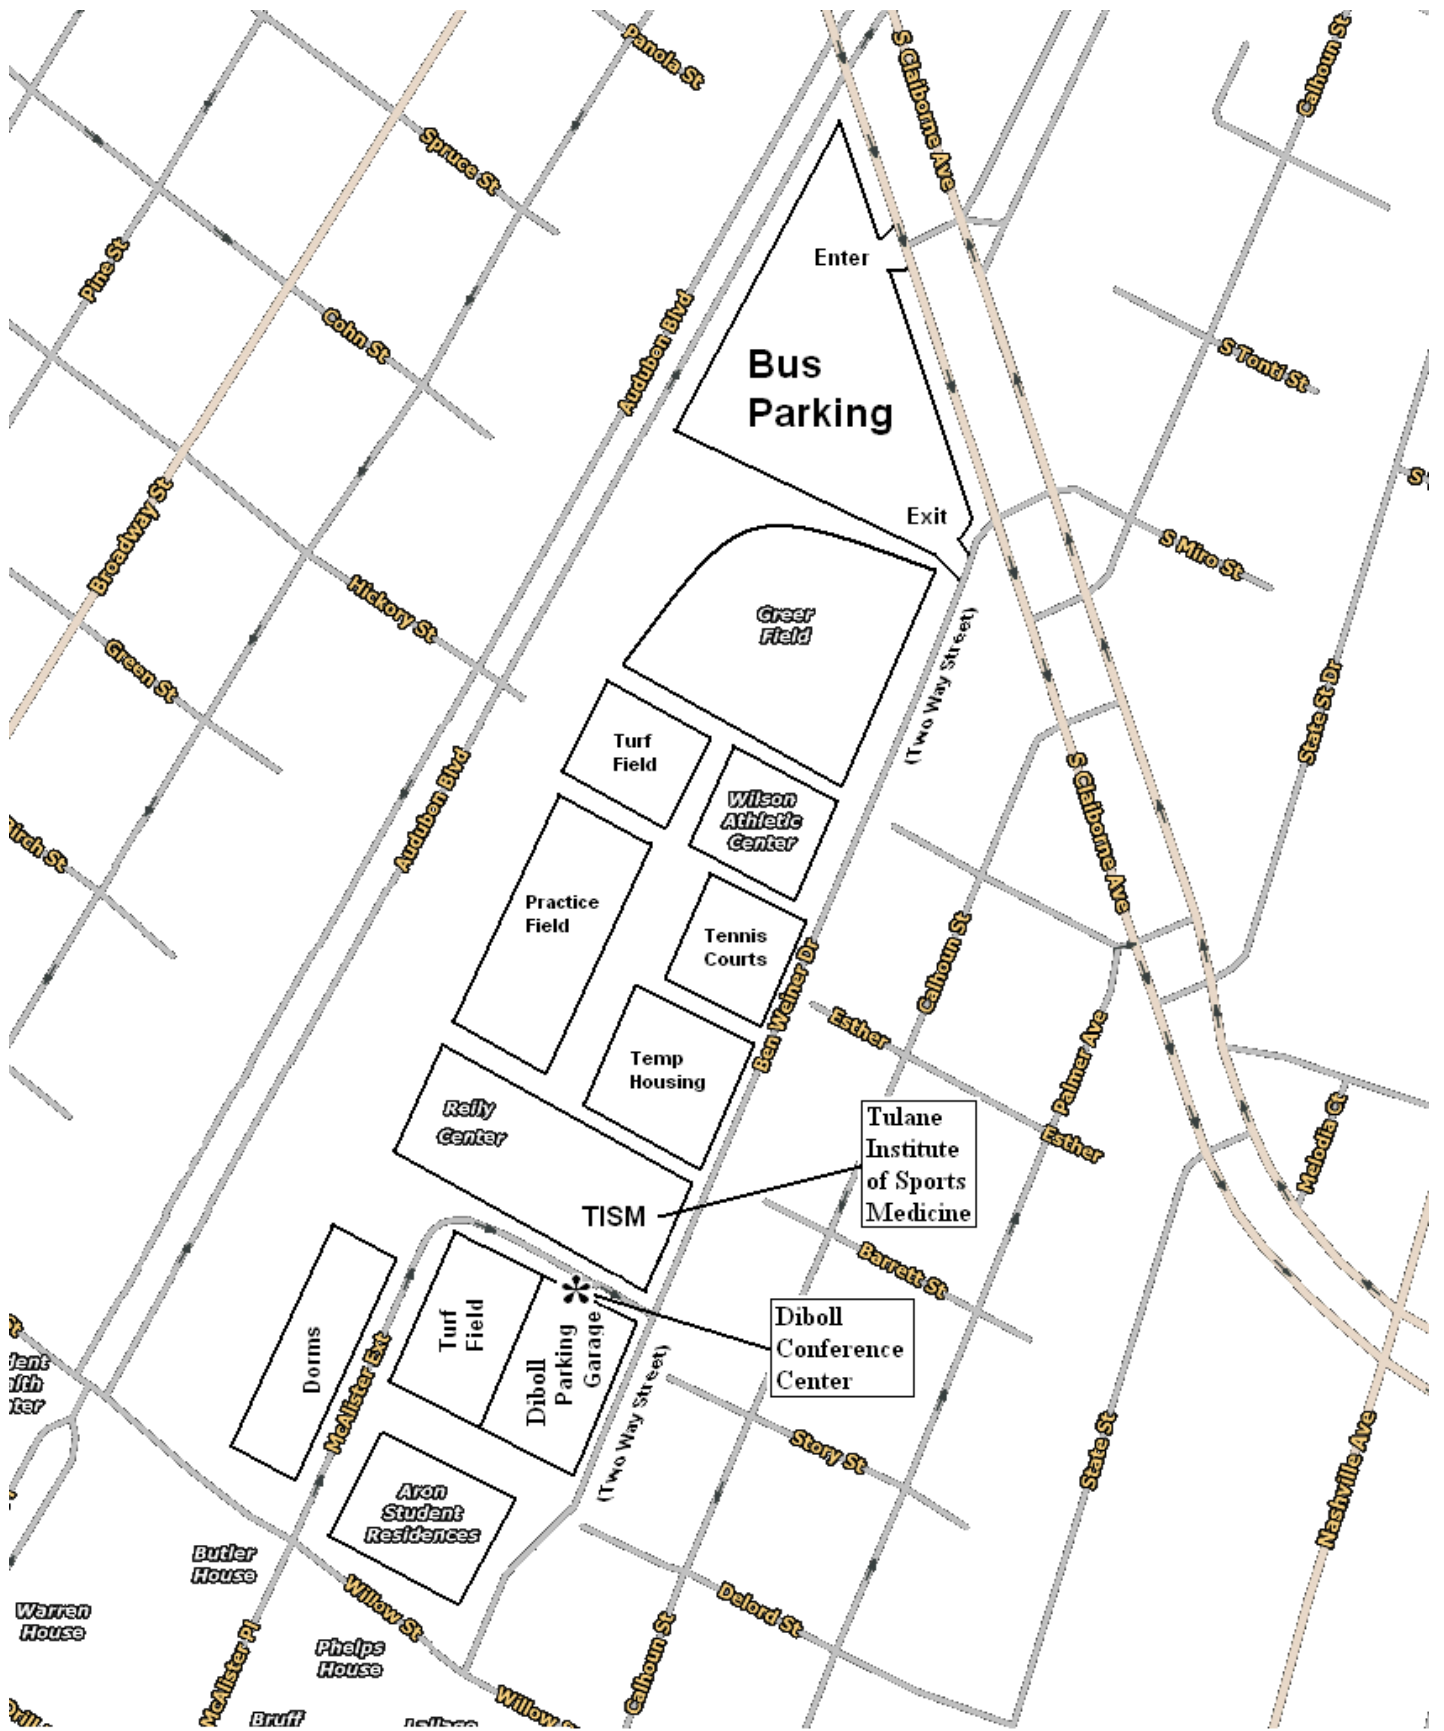 Panola St
S Claiborne Ave
Calhoun St
Spruce St
Pine St
Enter
Audubon Blvd
Cohn St
S Tonti St
Bus
Parking
Broadway St
Exit
S Miro St
Hickory St
Greer
Field
(Two Way Street)
Green St
State St Dr
Turf
Field
Audubon Blvd
Wilson
Athletic
Center
S Claiborne Ave
Birch St
Practice
Field
Tennis
Courts
Ben Weiner Dr
Calhoun St
Esther
Palmer Ave
Temp
Housing
Reily
Center
Tulane
Institute
of Sports
Medicine
Esther
Melodia Ct
TISM
Barrett St
Diboll
Conference
Center
Turf
Field
Diboll
Parking
Garage
Dorms
McAlister Ext
(Two Way Street)
Story St
State St
Nashville Ave
Aron
Student
Residences
Butler
House
Warren
House
Willow St
Delord St
Phelps
House
McAlister Pl
Calhoun St
Willow
Bruff